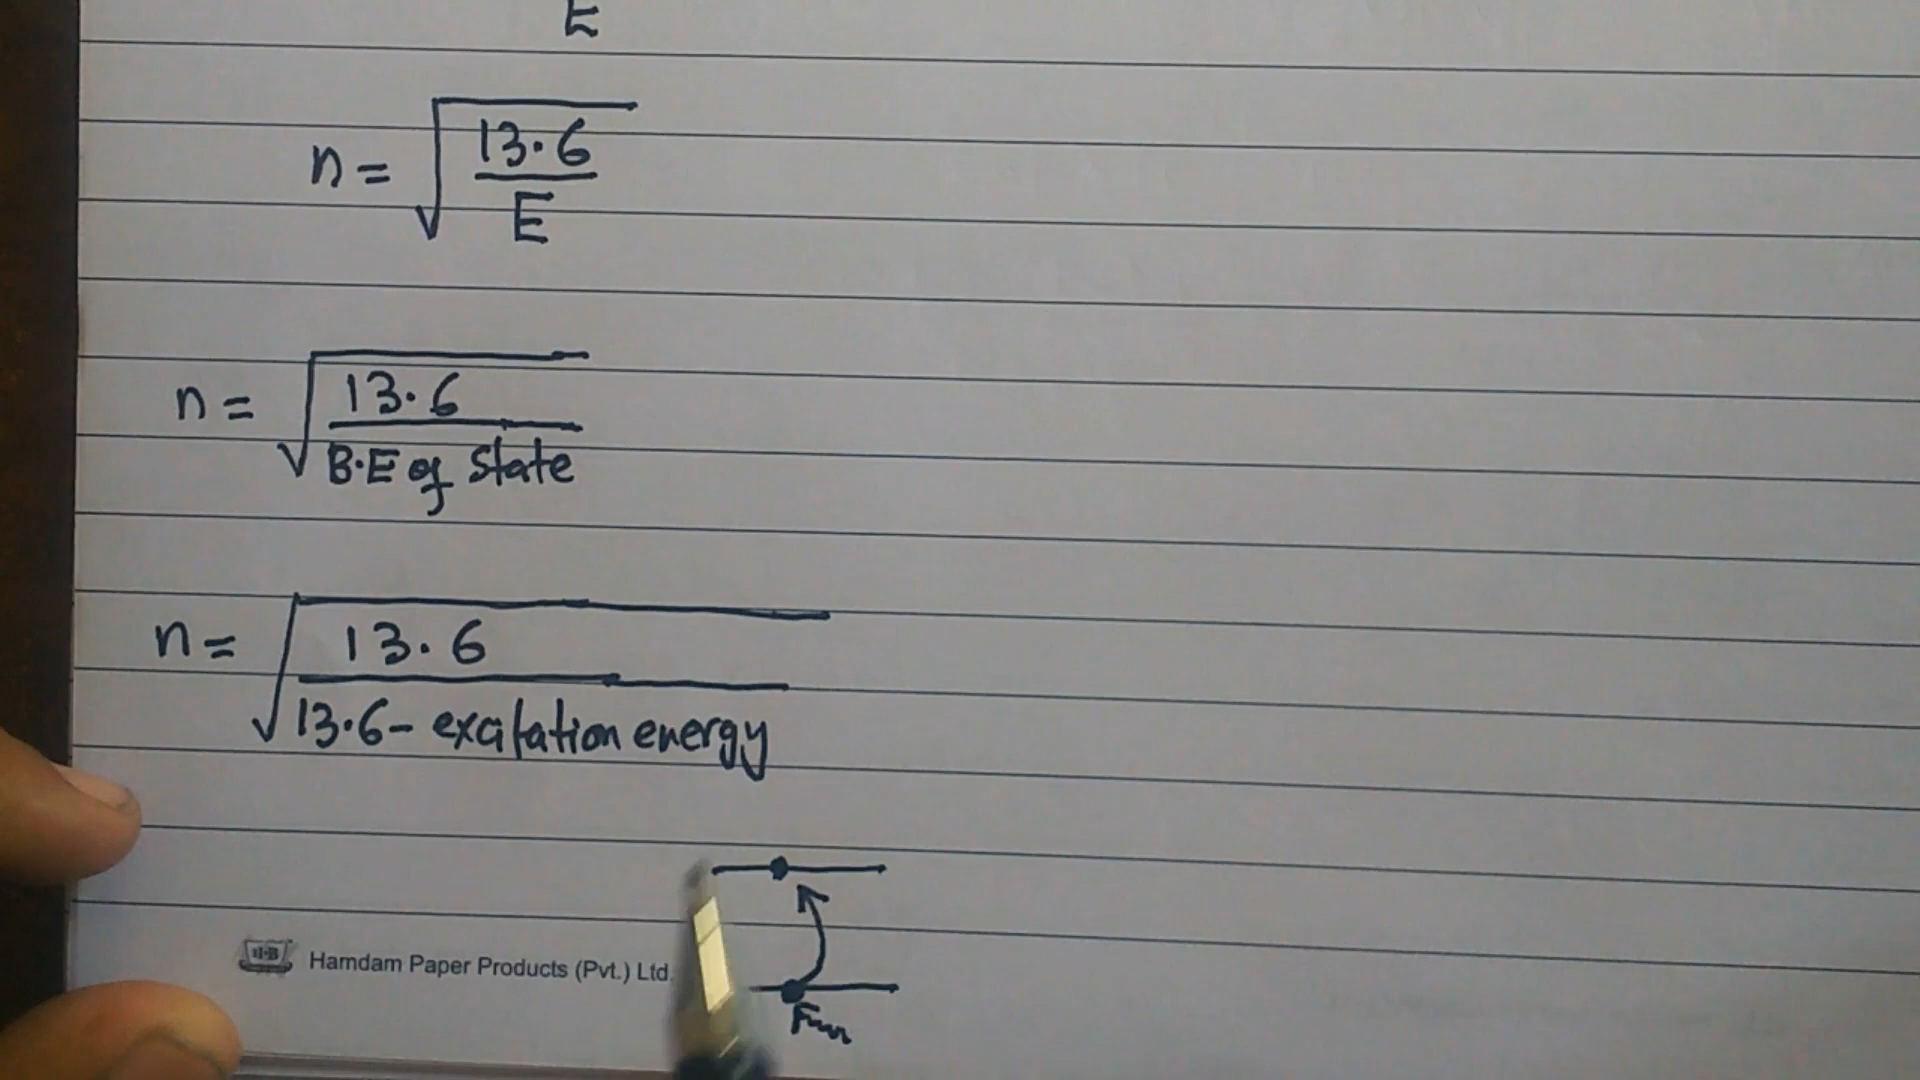 E
n = √(13.6 / E)
n = √(13.6 / B.E of State)
n = √(13.6 / 13.6 - excitation energy)
H·B Hamdam Paper Products (Pvt.) Ltd.